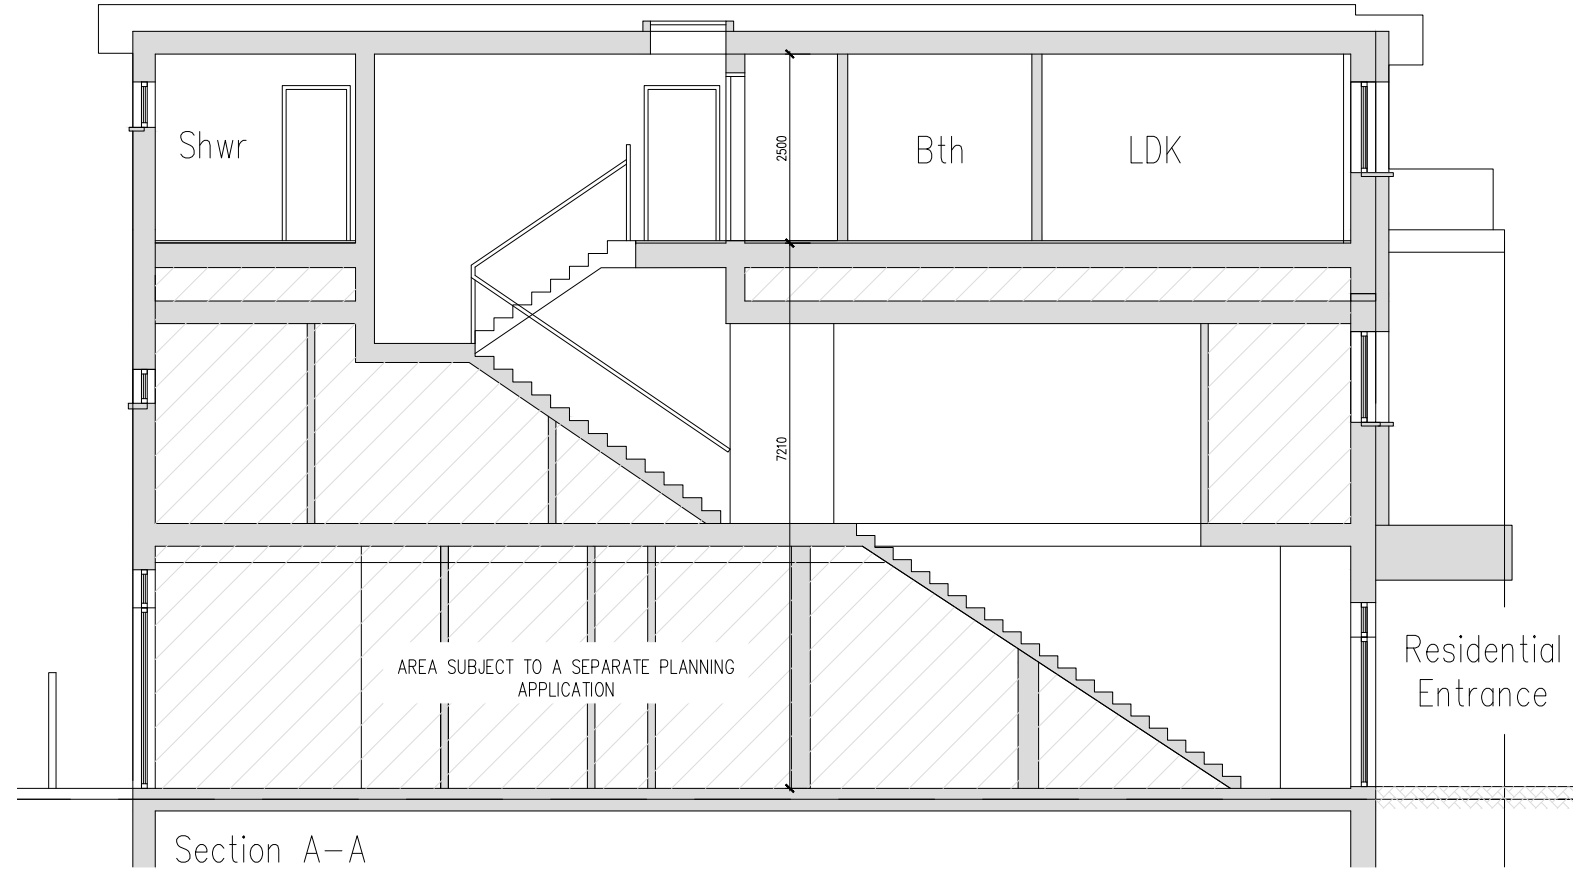 Shwr
2500
Bth
LDK
7210
AREA SUBJECT TO A SEPARATE PLANNING
APPLICATION
Residential
Entrance
Section A-A